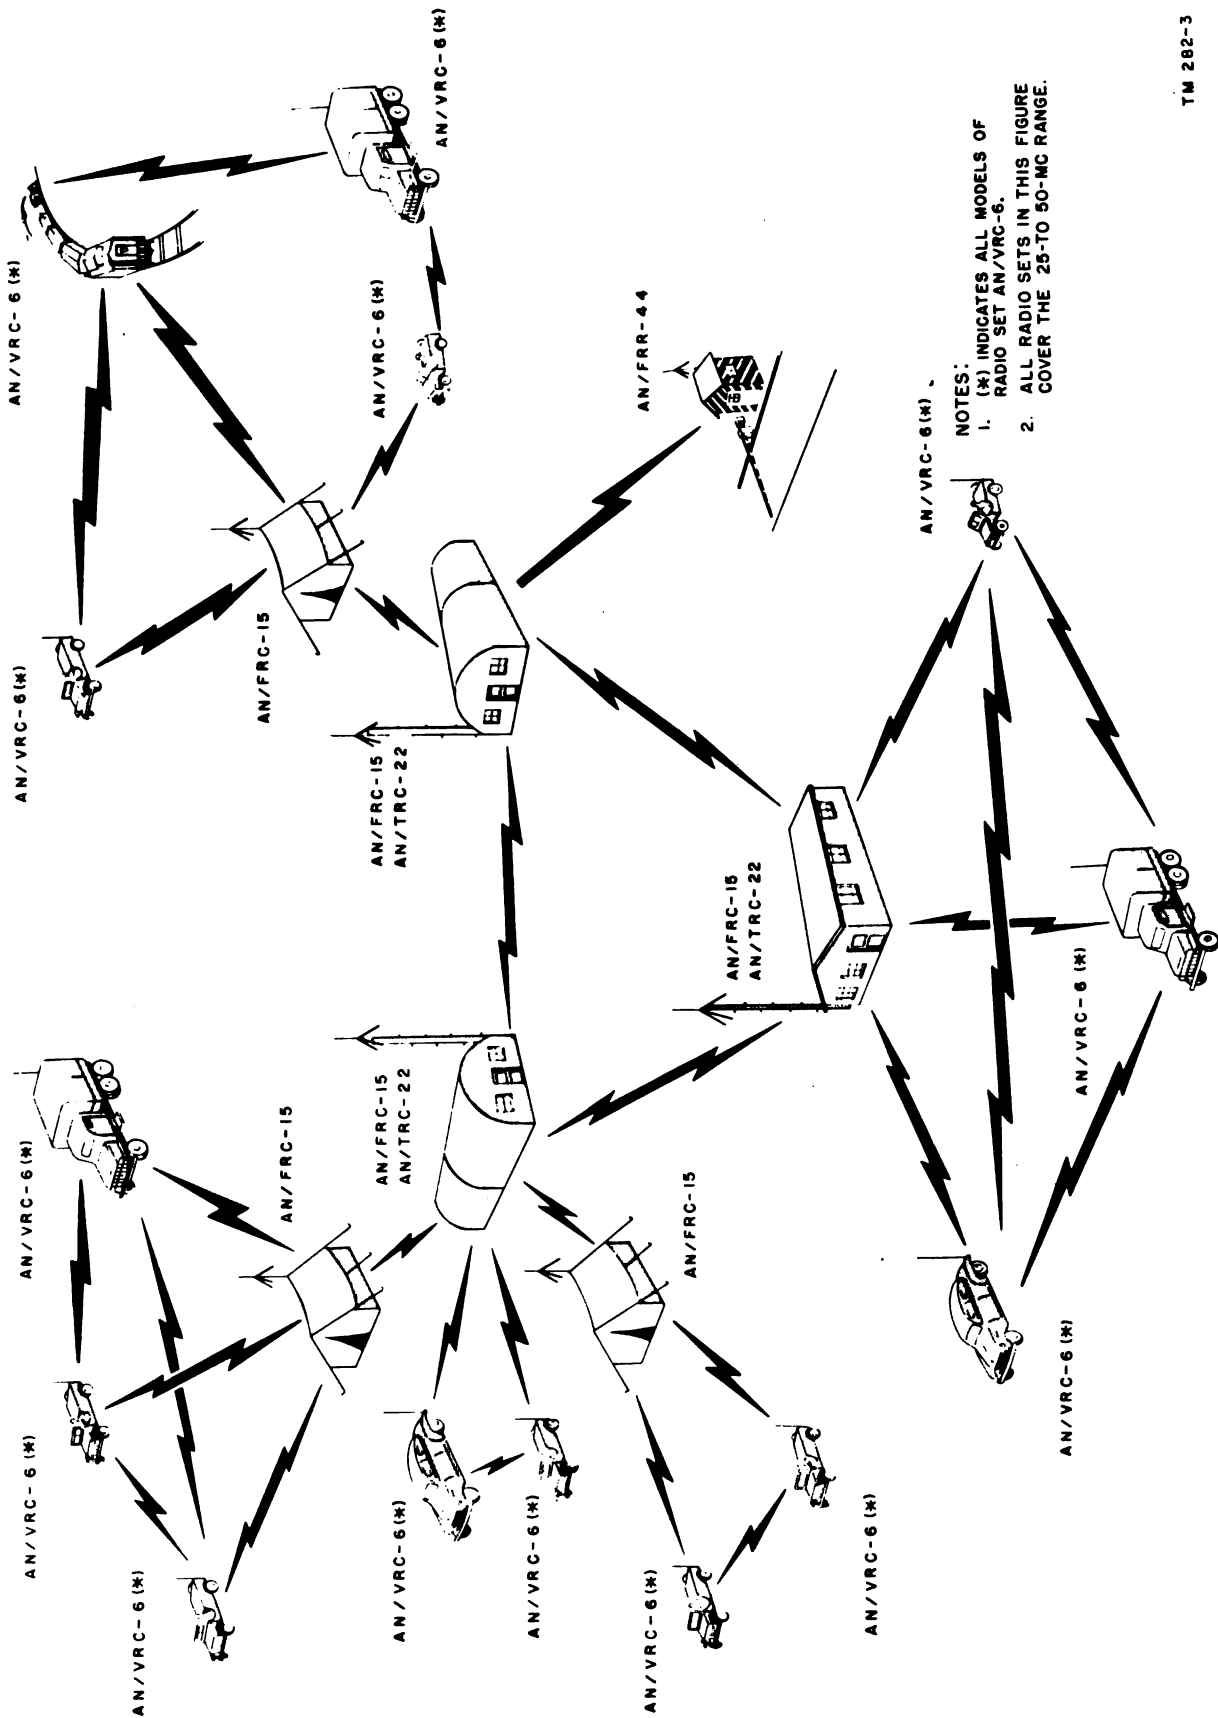 AN/VRC-6(*)
AN/VRC-6(*)
AN/VRC-6(*)
AN/FRC-15
AN/VRC-6(*)
AN/VRC-6(*)
AN/VRC-6(*)
AN/VRC-6(*)
AN/FRC-15
AN/FRC-15
AN/TRC-22
AN/FRC-15
AN/TRC-22
AN/FRC-15
AN/VRC-6(*)
AN/VRC-6(*)
AN/VRC-6(*)
AN/VRC-6(*)
AN/FRR-44
AN/FRC-15
AN/TRC-22
AN/VRC-6(*)
AN/VRC-6(*)
AN/VRC-6(*)
NOTES:
1. (*) INDICATES ALL MODELS OF
RADIO SET AN/VRC-6.
2. ALL RADIO SETS IN THIS FIGURE
COVER THE 25-TO 50-MC RANGE.
TM 282-3